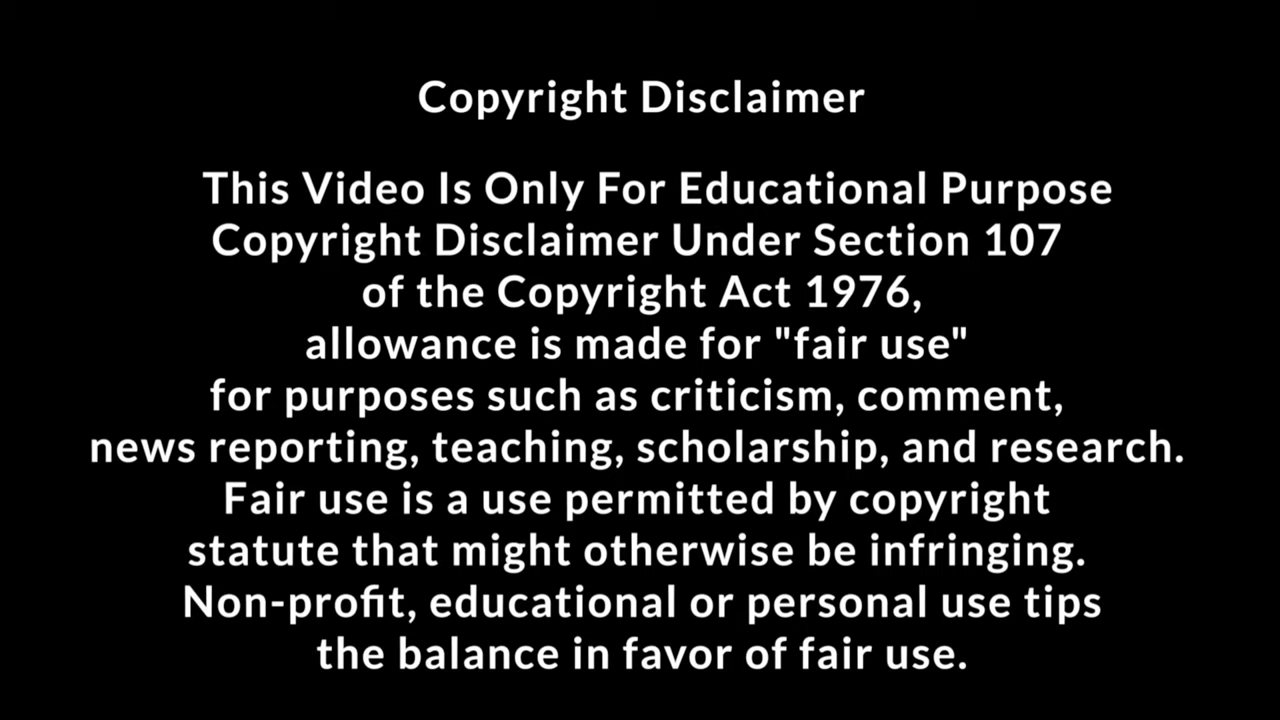 Copyright Disclaimer
This Video Is Only For Educational Purpose
Copyright Disclaimer Under Section 107
of the Copyright Act 1976,
allowance is made for "fair use"
for purposes such as criticism, comment,
news reporting, teaching, scholarship, and research.
Fair use is a use permitted by copyright
statute that might otherwise be infringing.
Non-profit, educational or personal use tips
the balance in favor of fair use.